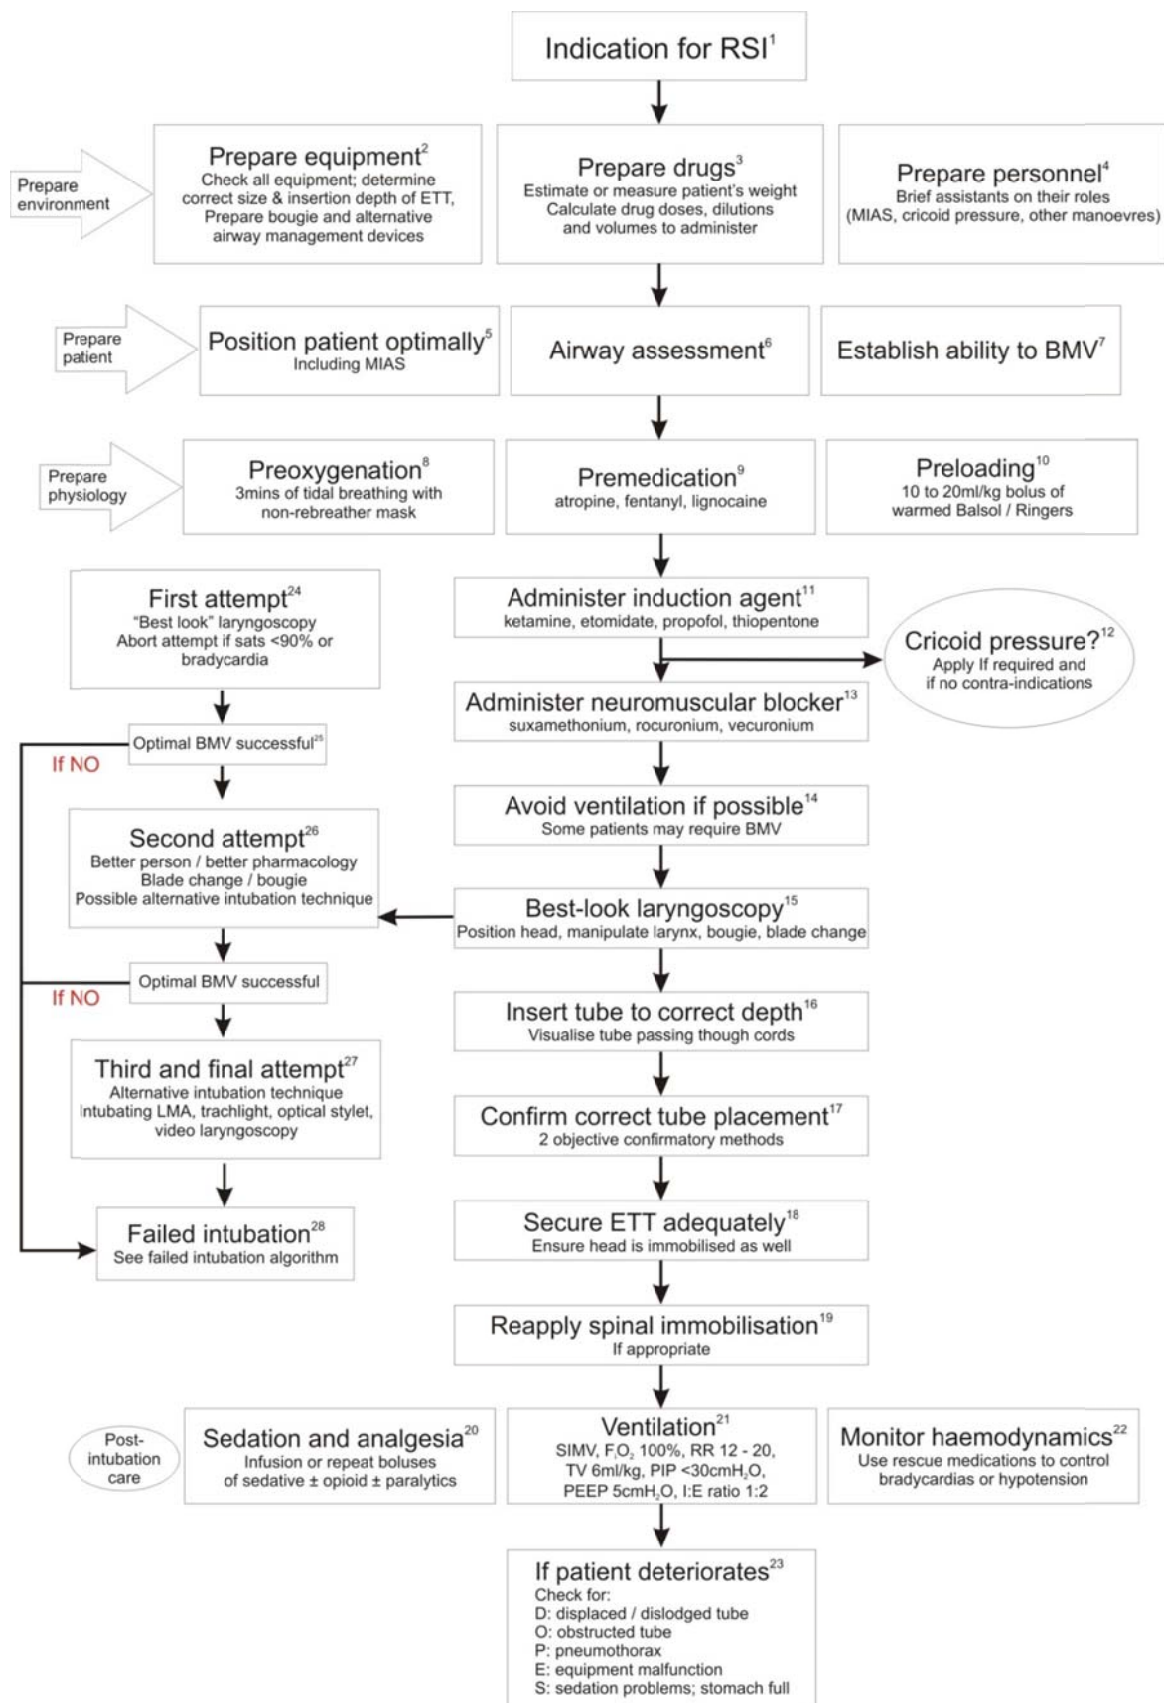 Indication for RSI1
Prepare
environment
Prepare equipment2
Check all equipment; determine
correct size & insertion depth of ETT,
Prepare bougie and alternative
airway management devices
Prepare drugs3
Estimate or measure patient's weight
Calculate drug doses, dilutions
and volumes to administer
Prepare personnel4
Brief assistants on their roles
(MIAS, cricoid pressure, other manoevres)
Prepare
patient
Position patient optimally5
Including MIAS
Airway assessment6
Establish ability to BMV7
Prepare
physiology
Preoxygenation8
3mins of tidal breathing with
non-rebreather mask
Premedication9
atropine, fentanyl, lignocaine
Preloading10
10 to 20ml/kg bolus of
warmed Balsol / Ringers
First attempt24
"Best look" laryngoscopy
Abort attempt if sats <90% or
bradycardia
Optimal BMV successful25
If NO
Second attempt26
Better person / better pharmacology
Blade change / bougie
Possible alternative intubation technique
Optimal BMV successful
If NO
Third and final attempt27
Alternative intubation technique
Intubating LMA, trachlight, optical stylet,
video laryngoscopy
Failed intubation28
See failed intubation algorithm
Administer induction agent11
ketamine, etomidate, propofol, thiopentone
Cricoid pressure?12
Apply If required and
if no contra-indications
Administer neuromuscular blocker13
suxamethonium, rocuronium, vecuronium
Avoid ventilation if possible14
Some patients may require BMV
Best-look laryngoscopy15
Position head, manipulate larynx, bougie, blade change
Insert tube to correct depth16
Visualise tube passing though cords
Confirm correct tube placement17
2 objective confirmatory methods
Secure ETT adequately18
Ensure head is immobilised as well
Reapply spinal immobilisation19
If appropriate
Post-
intubation
care
Sedation and analgesia20
Infusion or repeat boluses
of sedative ± opioid ± paralytics
Ventilation21
SIMV, FiO2 100%, RR 12 - 20,
TV 6ml/kg, PIP <30cmH2O,
PEEP 5cmH2O, I:E ratio 1:2
Monitor haemodynamics22
Use rescue medications to control
bradycardias or hypotension
If patient deteriorates23
Check for:
D: displaced / dislodged tube
O: obstructed tube
P: pneumothorax
E: equipment malfunction
S: sedation problems; stomach full